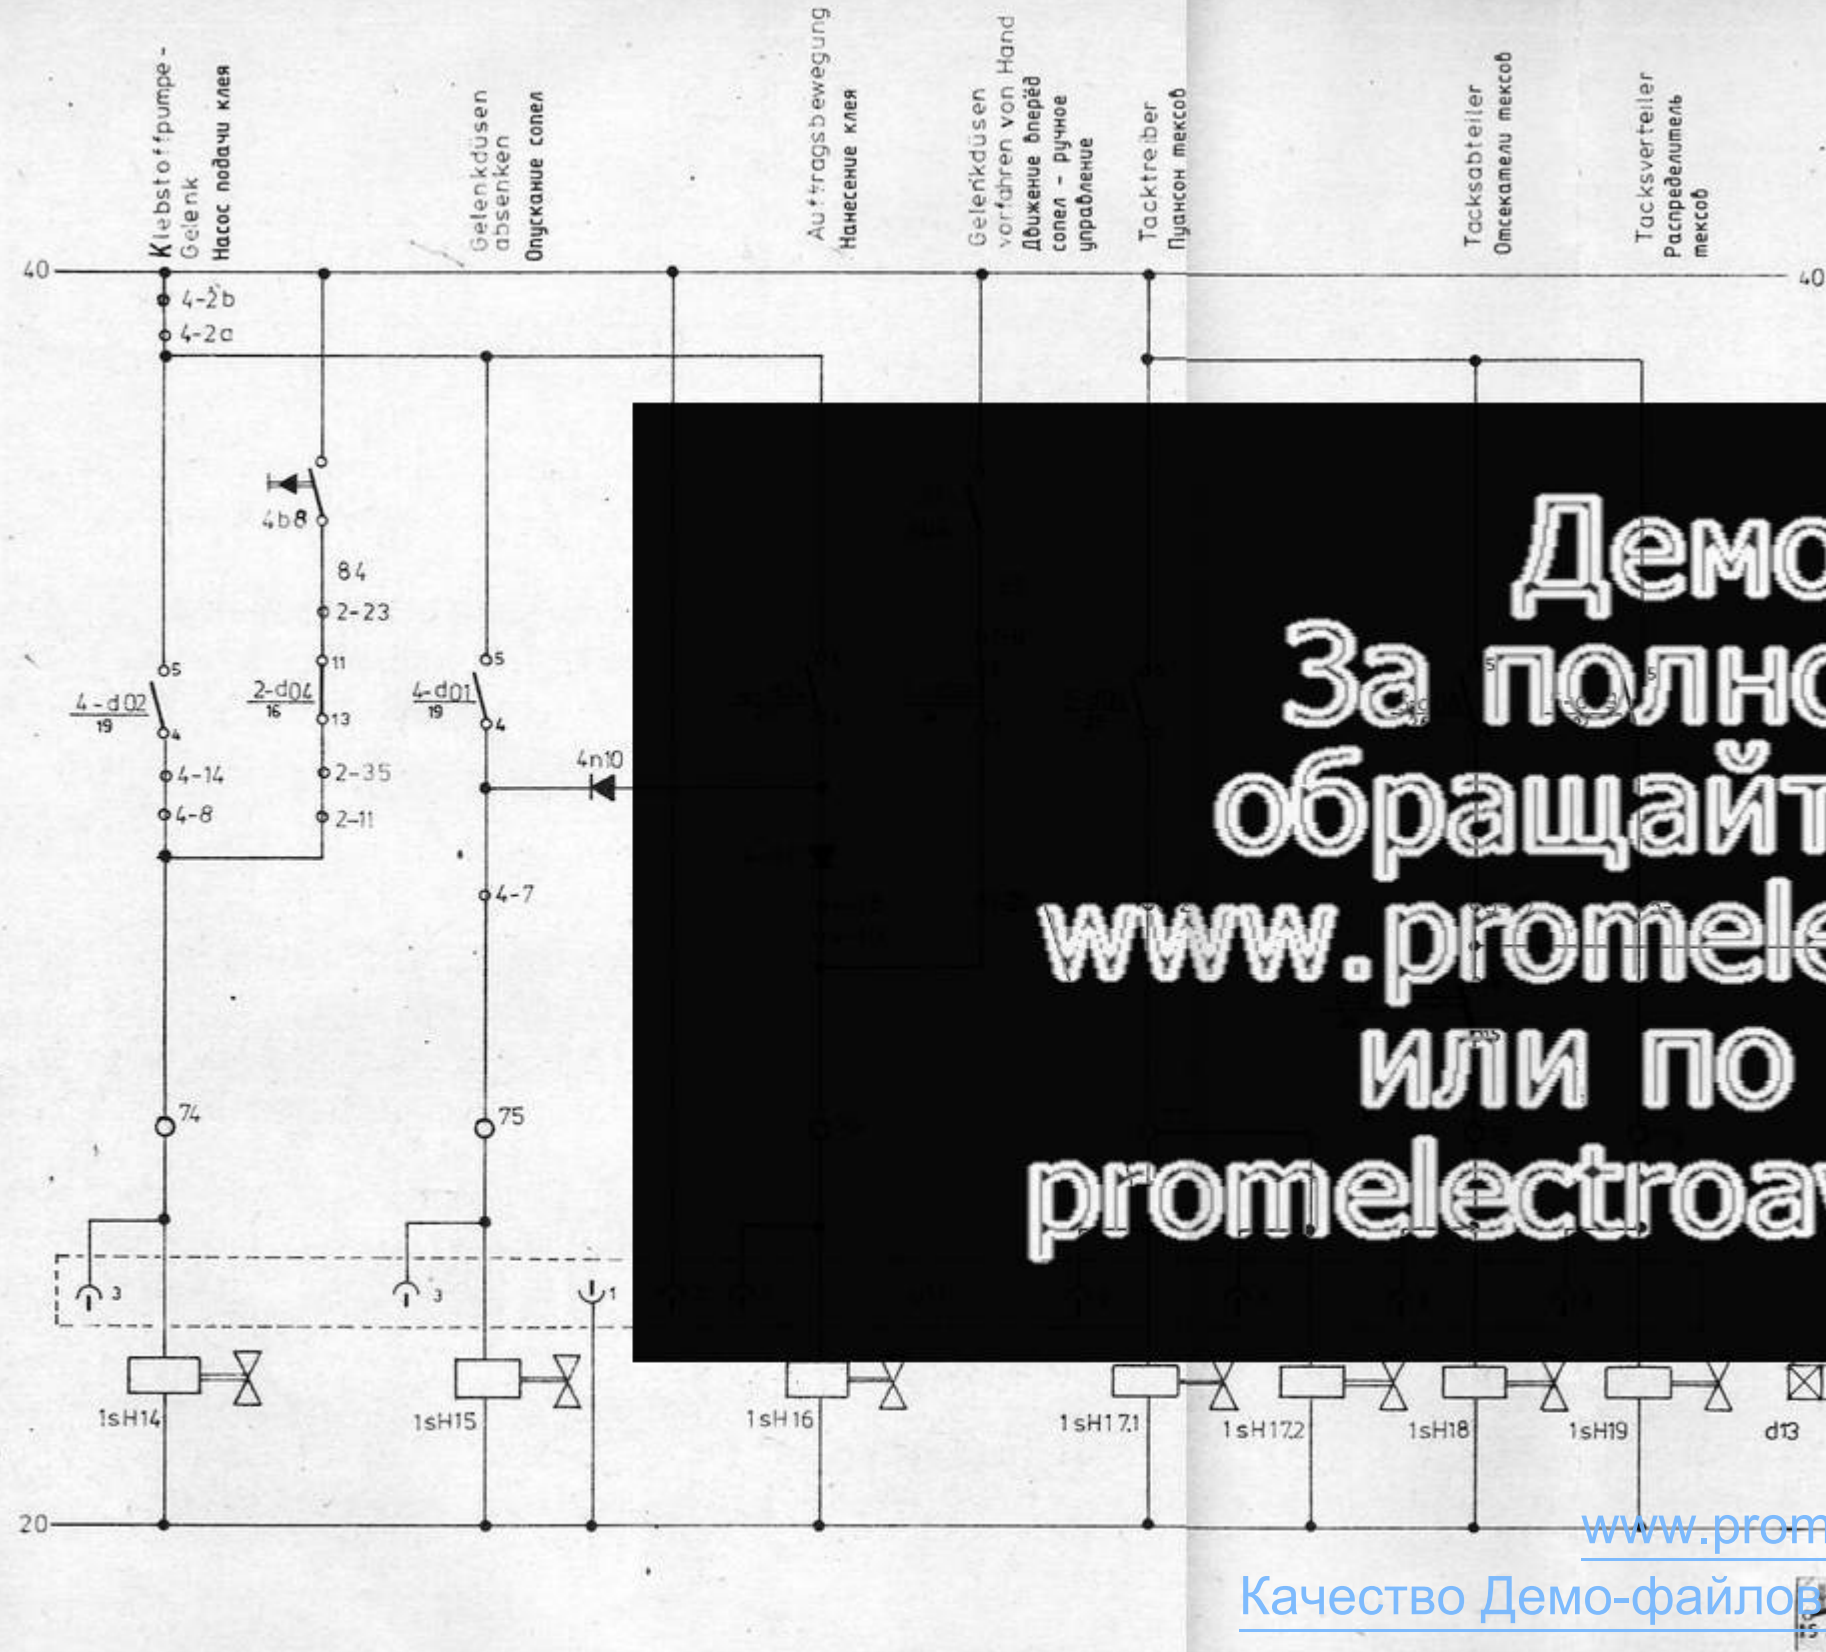 Klebstoffpumpe-
Gelenk
Насос подачи клея
Gelenkdüsen
absenken
Опускание сопел
Auftragsbewegung
Нанесение клея
Gelenkdüsen
vorfahren von Hand
Движение вперёд
сопел - ручное
управление
Tacktreiber
Пуансон тексов
Tacksabteiler
Отсекатели тексов
Tacksverteiler
Распределитель
тексов
40
40
4-2b
4-2a
4b8
84
2-23
5
11
5
4-d02
19
2-d04
16
4-d01
19
4
13
4
4n10
4-14
2-35
4-8
2-11
4-7
74
75
3
3
1
Демо
За полно
обращайт
www.promele
или по
promelectroav
1sH14
1sH15
1sH16
1sH17.1
1sH17.2
1sH18
1sH19
d13
20
www.prom
Качество Демо-файлов